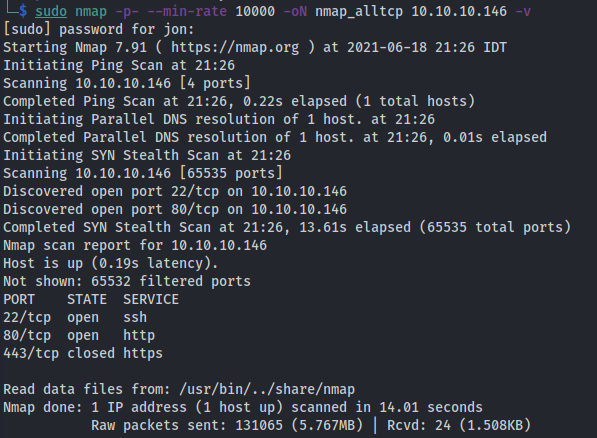 └─$ sudo nmap -p- --min-rate 10000 -oN nmap_alltcp 10.10.10.146 -v
[sudo] password for jon:
Starting Nmap 7.91 ( https://nmap.org ) at 2021-06-18 21:26 IDT
Initiating Ping Scan at 21:26
Scanning 10.10.10.146 [4 ports]
Completed Ping Scan at 21:26, 0.22s elapsed (1 total hosts)
Initiating Parallel DNS resolution of 1 host. at 21:26
Completed Parallel DNS resolution of 1 host. at 21:26, 0.01s elapsed
Initiating SYN Stealth Scan at 21:26
Scanning 10.10.10.146 [65535 ports]
Discovered open port 22/tcp on 10.10.10.146
Discovered open port 80/tcp on 10.10.10.146
Completed SYN Stealth Scan at 21:26, 13.61s elapsed (65535 total ports)
Nmap scan report for 10.10.10.146
Host is up (0.19s latency).
Not shown: 65532 filtered ports
PORT    STATE  SERVICE
22/tcp  open   ssh
80/tcp  open   http
443/tcp closed https
Read data files from: /usr/bin/../share/nmap
Nmap done: 1 IP address (1 host up) scanned in 14.01 seconds
           Raw packets sent: 131065 (5.767MB) | Rcvd: 24 (1.508KB)